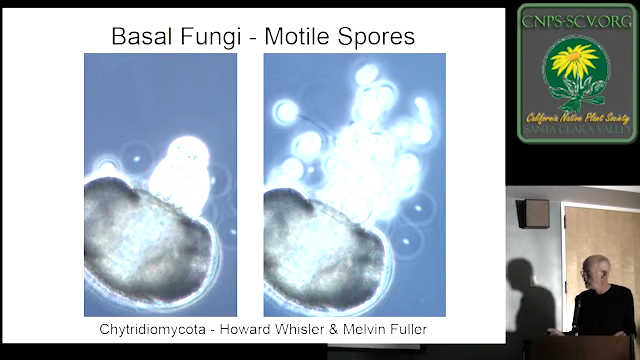 Basal Fungi - Motile Spores
Chytridiomycota - Howard Whisler & Melvin Fuller
CNPS-SCV.ORG
California Native Plant Society
SANTA CLARA VALLEY